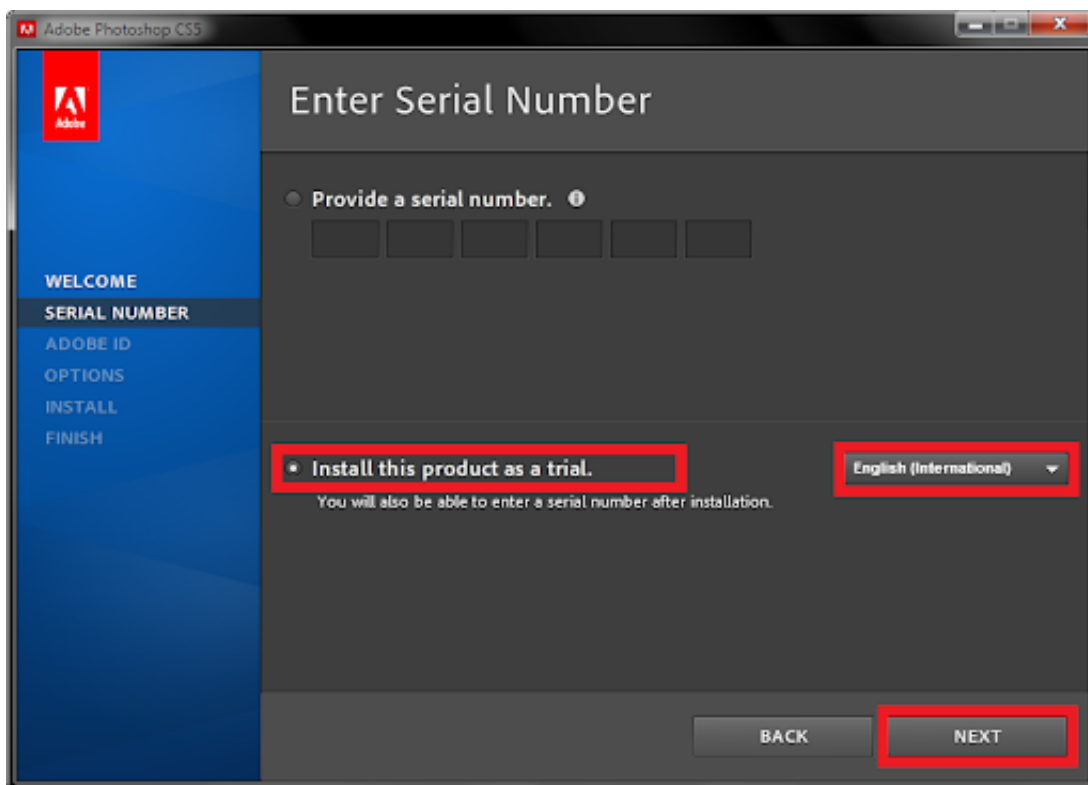 Adobe Photoshop CS5
Adobe
Enter Serial Number
Provide a serial number.
WELCOME
SERIAL NUMBER
ADOBE ID
OPTIONS
INSTALL
FINISH
Install this product as a trial.
English (International)
You will also be able to enter a serial number after installation.
BACK
NEXT